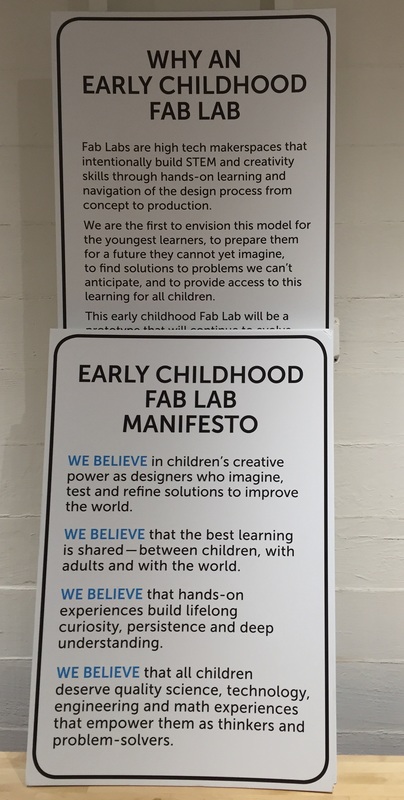 WHY AN
EARLY CHILDHOOD
FAB LAB
Fab Labs are high tech makerspaces that
intentionally build STEM and creativity
skills through hands-on learning and
navigation of the design process from
concept to production.
We are the first to envision this model for
the youngest learners, to prepare them
for a future they cannot yet imagine,
to find solutions to problems we can't
anticipate, and to provide access to this
learning for all children.
This early childhood Fab Lab will be a
prototype that will continue to evolve
EARLY CHILDHOOD
FAB LAB
MANIFESTO
WE BELIEVE in children's creative
power as designers who imagine,
test and refine solutions to improve
the world.
WE BELIEVE that the best learning
is shared—between children, with
adults and with the world.
WE BELIEVE that hands-on
experiences build lifelong
curiosity, persistence and deep
understanding.
WE BELIEVE that all children
deserve quality science, technology,
engineering and math experiences
that empower them as thinkers and
problem-solvers.